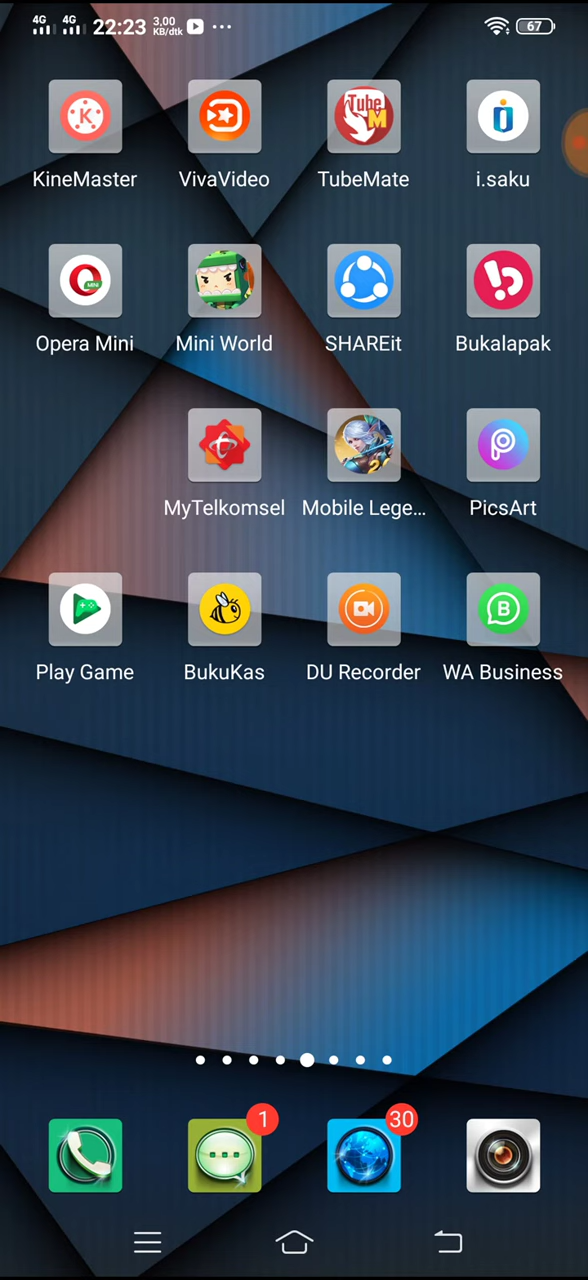 4G 4G 22:23 3,00 KB/dtk ... 67
KineMaster VivaVideo TubeMate i.saku
Opera Mini Mini World SHAREit Bukalapak
MyTelkomsel Mobile Lege... PicsArt
Play Game BukuKas DU Recorder WA Business
1 30